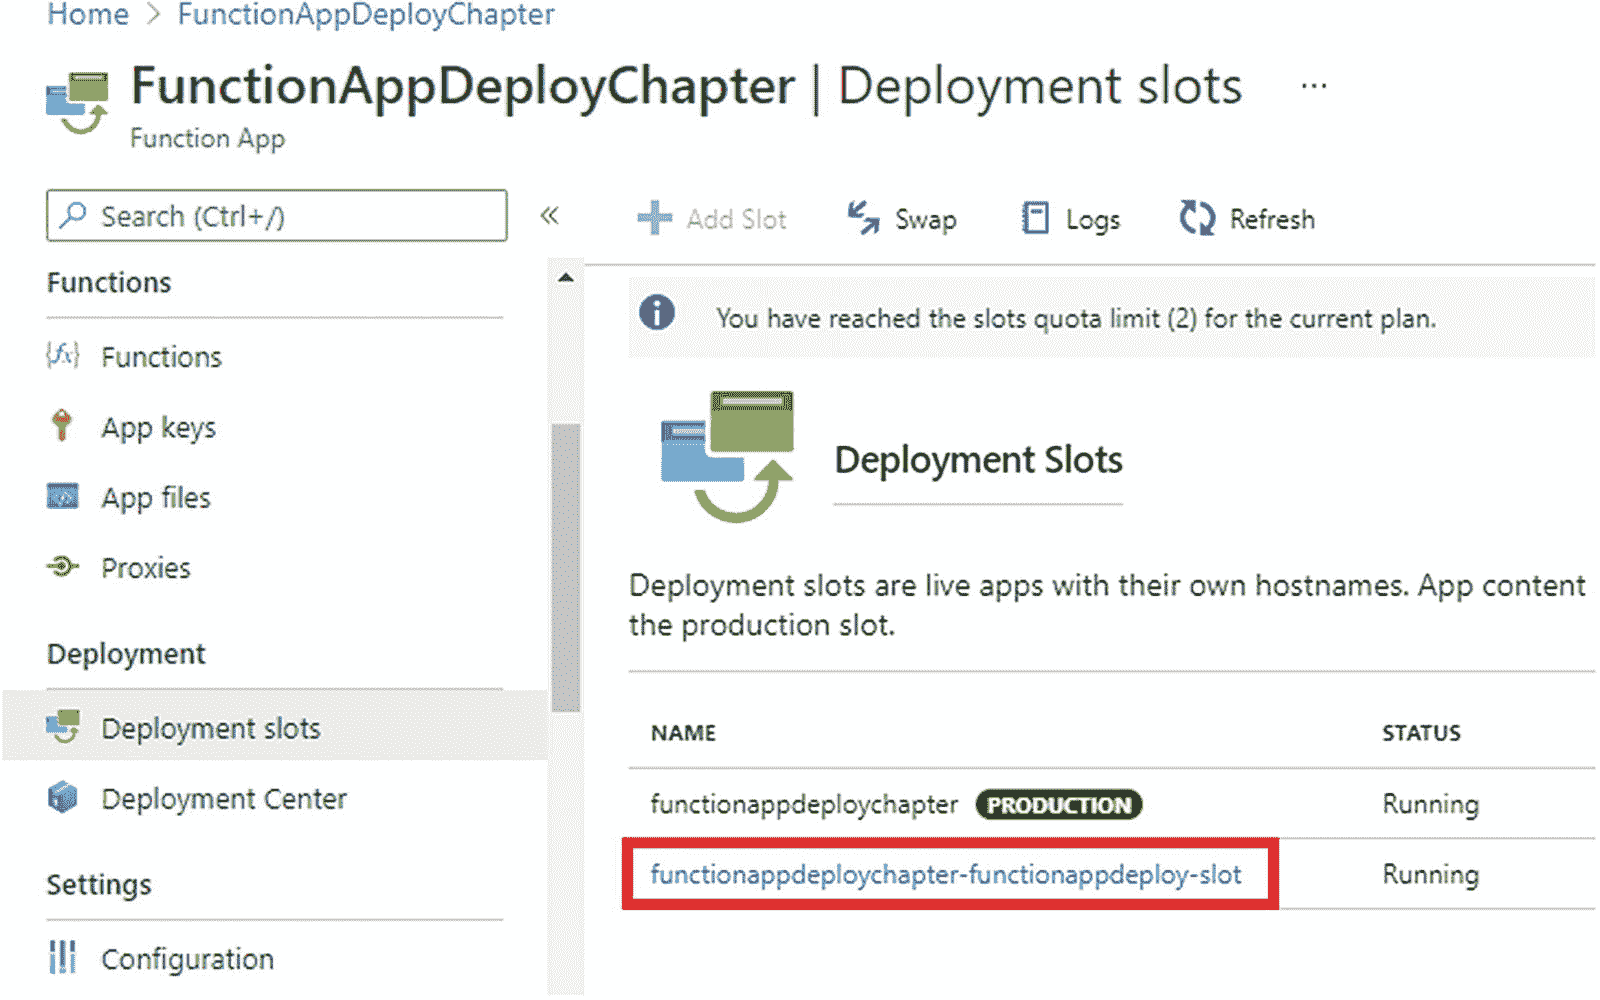 Home > FunctionAppDeployChapter
FunctionAppDeployChapter | Deployment slots ...
Function App
Search (Ctrl+/) «
Add Slot Swap Logs Refresh
Functions
{fx} Functions
App keys
App files
Proxies
Deployment
Deployment slots
Deployment Center
Settings
Configuration
You have reached the slots quota limit (2) for the current plan.
Deployment Slots
Deployment slots are live apps with their own hostnames. App content
the production slot.
NAME STATUS
functionappdeploychapter PRODUCTION Running
functionappdeploychapter-functionappdeploy-slot Running